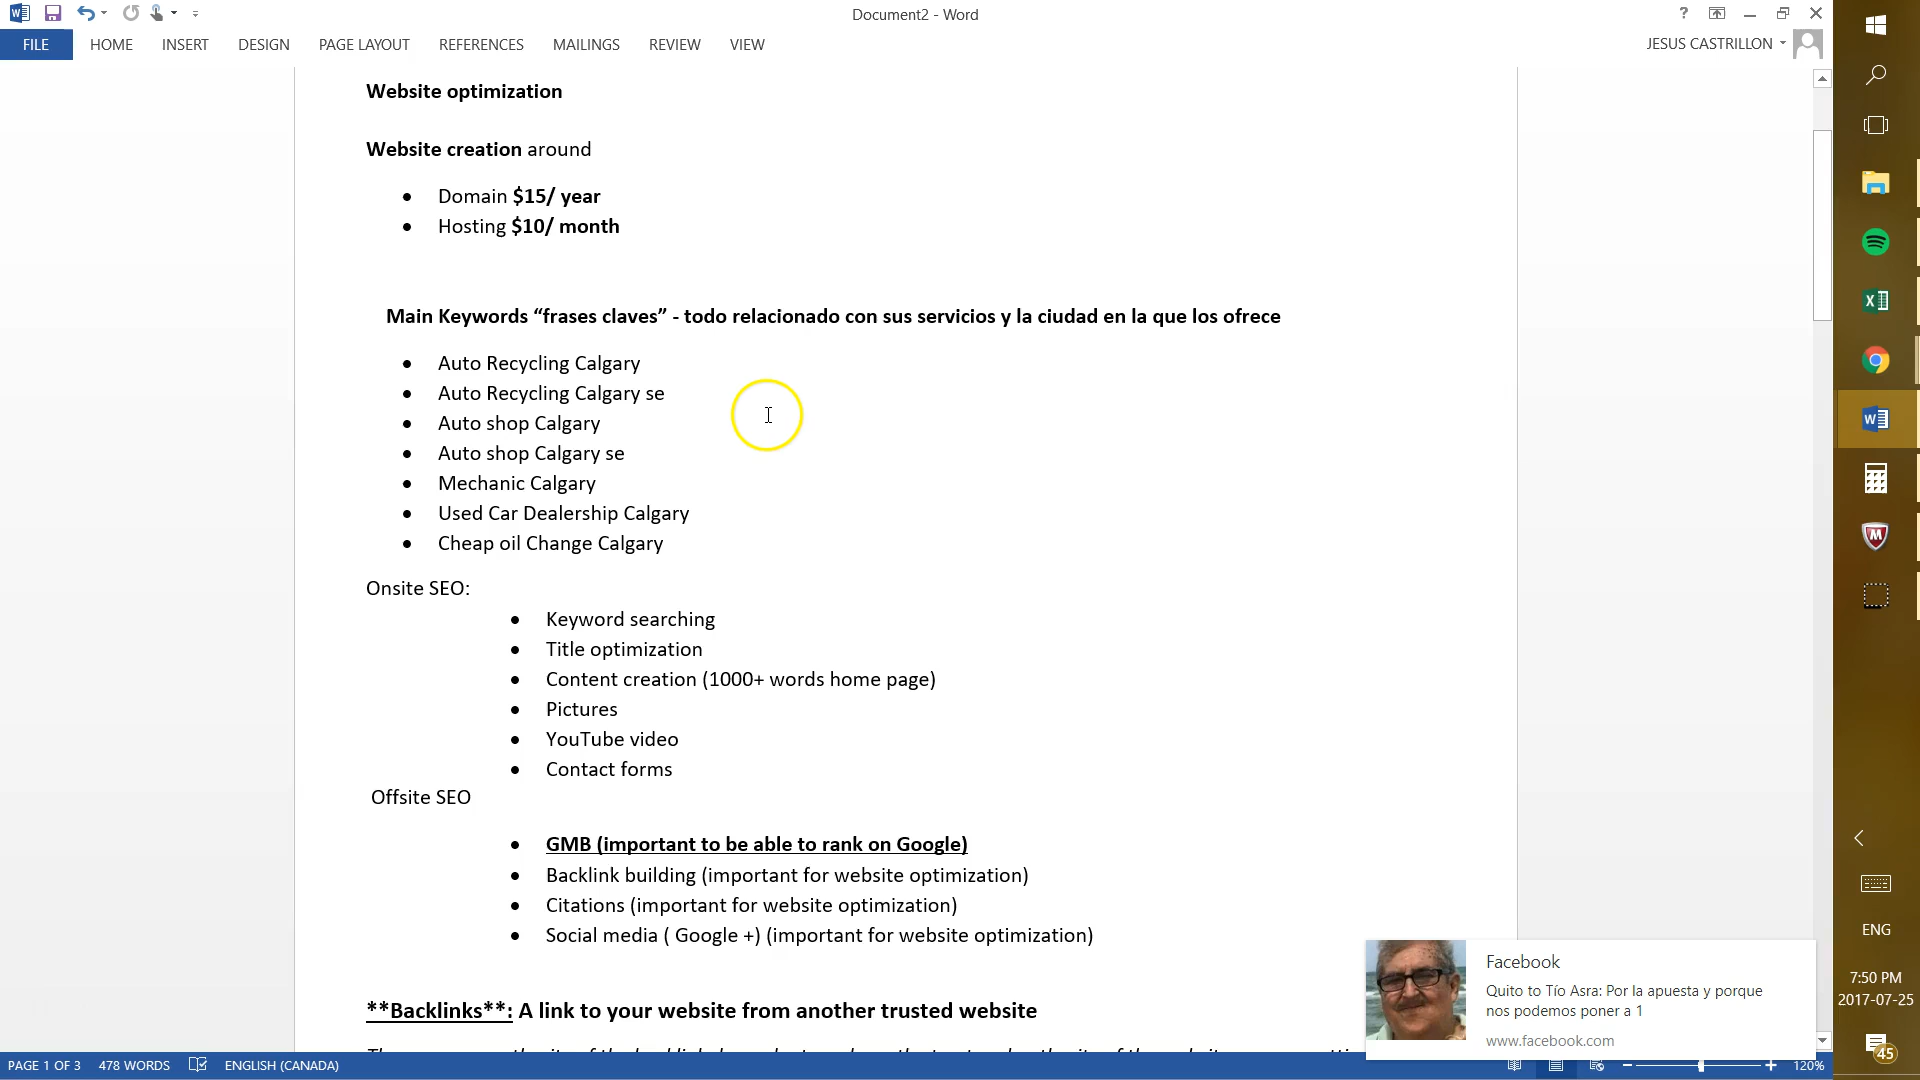 Document2 - Word
?
FILE HOME INSERT DESIGN PAGE LAYOUT REFERENCES MAILINGS REVIEW VIEW
JESUS CASTRILLON
Website optimization
Website creation around
• Domain $15/ year
• Hosting $10/ month
Main Keywords “frases claves” - todo relacionado con sus servicios y la ciudad en la que los ofrece
• Auto Recycling Calgary
• Auto Recycling Calgary se
• Auto shop Calgary
• Auto shop Calgary se
• Mechanic Calgary
• Used Car Dealership Calgary
• Cheap oil Change Calgary
Onsite SEO:
• Keyword searching
• Title optimization
• Content creation (1000+ words home page)
• Pictures
• YouTube video
• Contact forms
Offsite SEO
• GMB (important to be able to rank on Google)
• Backlink building (important for website optimization)
• Citations (important for website optimization)
• Social media ( Google +) (important for website optimization)
**Backlinks**: A link to your website from another trusted website
Facebook
Quito to Tío Asra: Por la apuesta y porque
nos podemos poner a 1
www.facebook.com
PAGE 1 OF 3 478 WORDS ENGLISH (CANADA)
120%
ENG
7:50 PM
2017-07-25
45